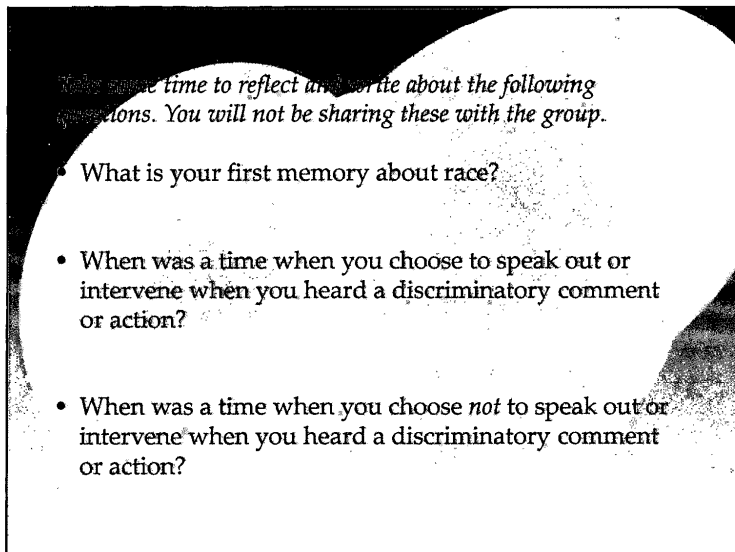 Take some time to reflect and write about the following
questions. You will not be sharing these with the group.
• What is your first memory about race?
• When was a time when you choose to speak out or
intervene when you heard a discriminatory comment
or action?
• When was a time when you choose not to speak out or
intervene when you heard a discriminatory comment
or action?